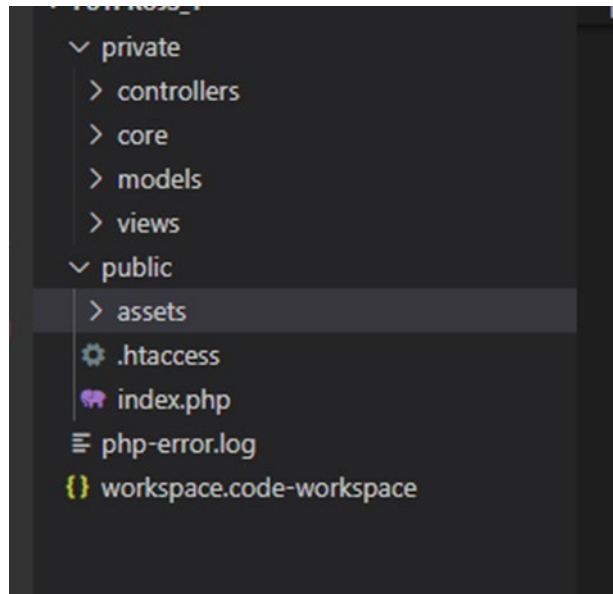 private
controllers
core
models
views
public
assets
.htaccess
index.php
php-error.log
{} workspace.code-workspace